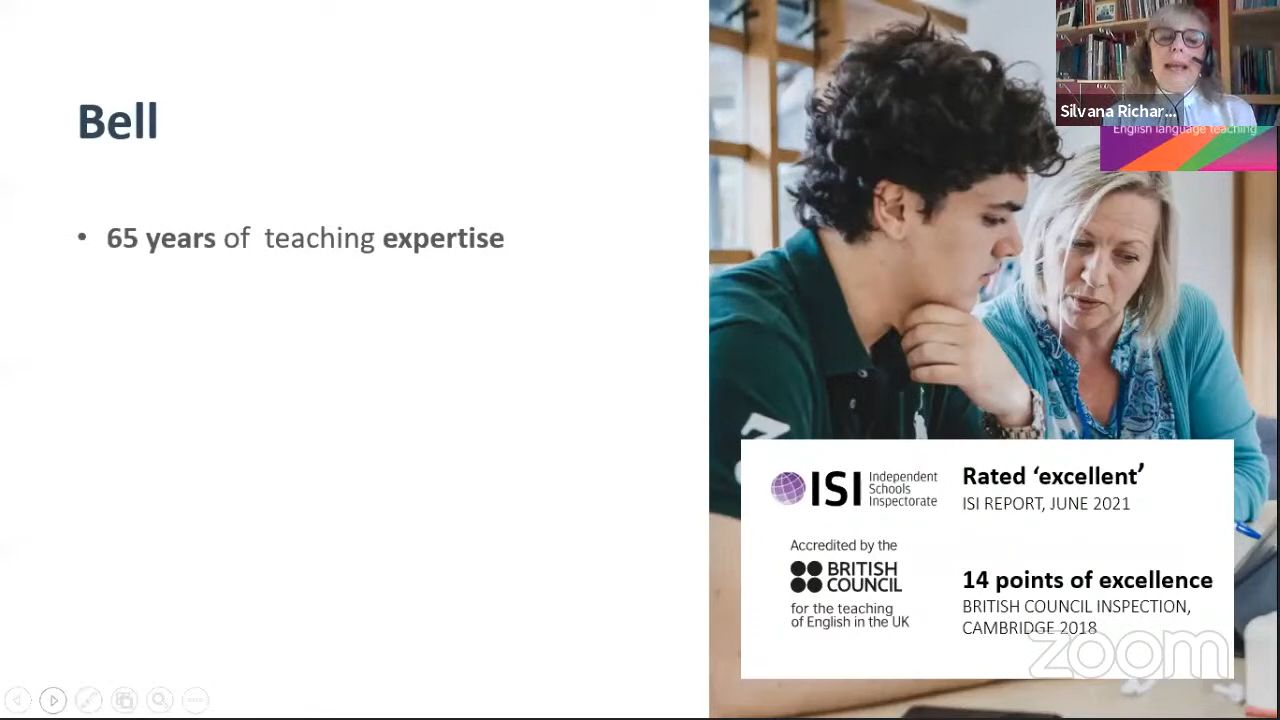 Bell
• 65 years of  teaching expertise
Silvana Richar...
English language teaching
ISI Independent
Schools
Inspectorate
Rated ‘excellent’
ISI REPORT, JUNE 2021
Accredited by the
BRITISH
COUNCIL
for the teaching
of English in the UK
14 points of excellence
BRITISH COUNCIL INSPECTION,
CAMBRIDGE 2018
zoom